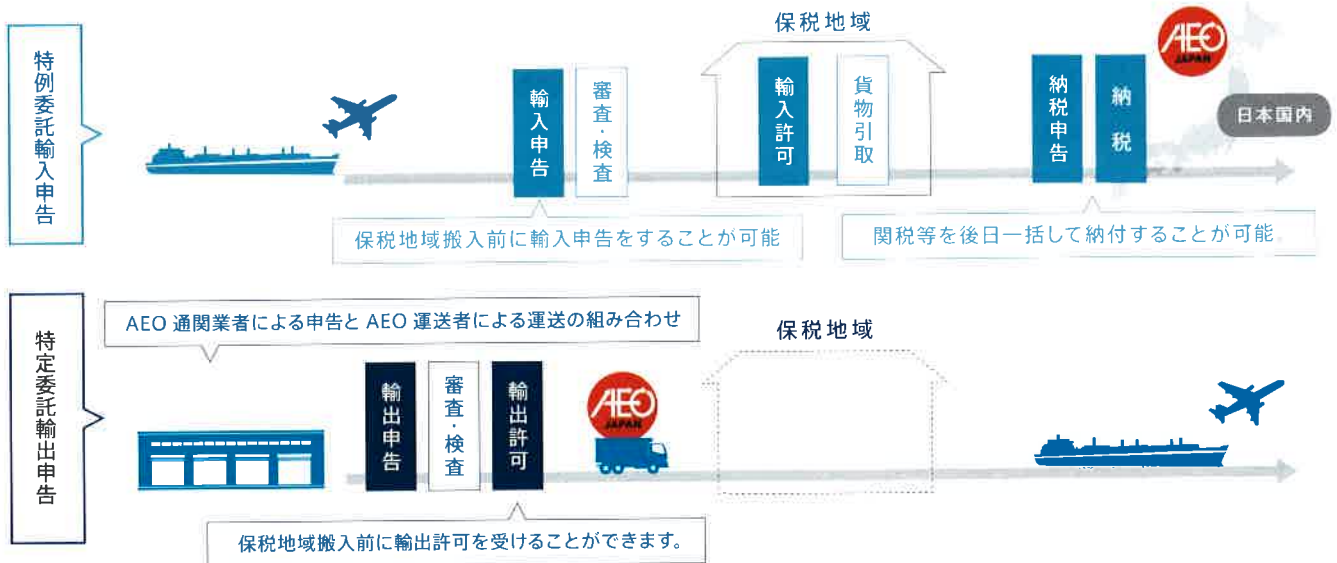 保税地域
AEO
JAPAN
特例委託輸入申告
輸入申告
審査・検査
輸入許可
貨物引取
納税申告
納税
日本国内
保税地域搬入前に輸入申告をすることが可能
関税等を後日一括して納付することが可能
AEO 通関業者による申告と AEO 運送者による運送の組み合わせ
保税地域
特定委託輸出申告
輸出申告
審査・検査
輸出許可
AEO
JAPAN
保税地域搬入前に輸出許可を受けることができます。